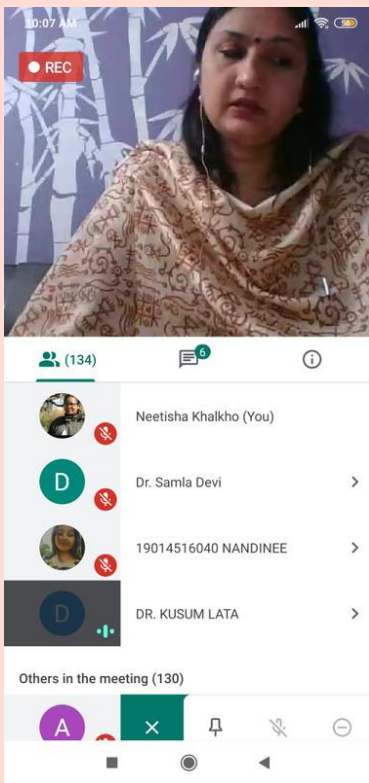 10:07 AM
56
REC
(134)
6
Neetisha Khalkho (You)
D
Dr. Samla Devi
19014516040 NANDINEE
D
DR. KUSUM LATA
Others in the meeting (130)
A